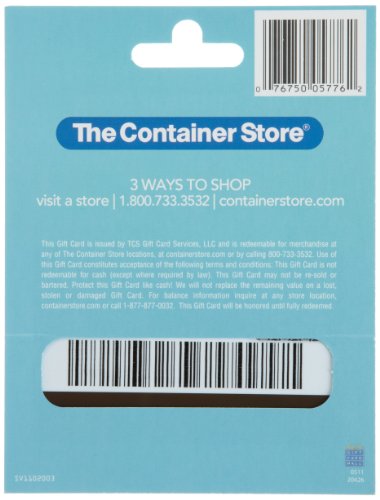 0 76750 05776 2
The Container Store®
3 WAYS TO SHOP
visit a store | 1.800.733.3532 | containerstore.com
This Gift Card is issued by TCS Gift Card Services, LLC and is redeemable for merchandise at
any of The Container Store locations, at containerstore.com or by calling 800-733-3532. Use of
this Gift Card constitutes acceptance of the following terms and conditions. This Gift Card is not
redeemable for cash (except where required by law). This Gift Card may not be re-sold or
bartered. Protect this Gift Card like cash! We will not replace the remaining value on a lost,
stolen or damaged Gift Card. For balance information inquire at any store location,
containerstore.com or call 1-877-877-0032. This Gift Card will be honored until fully redeemed.
GIFT
CARD
MALL
0511
20426